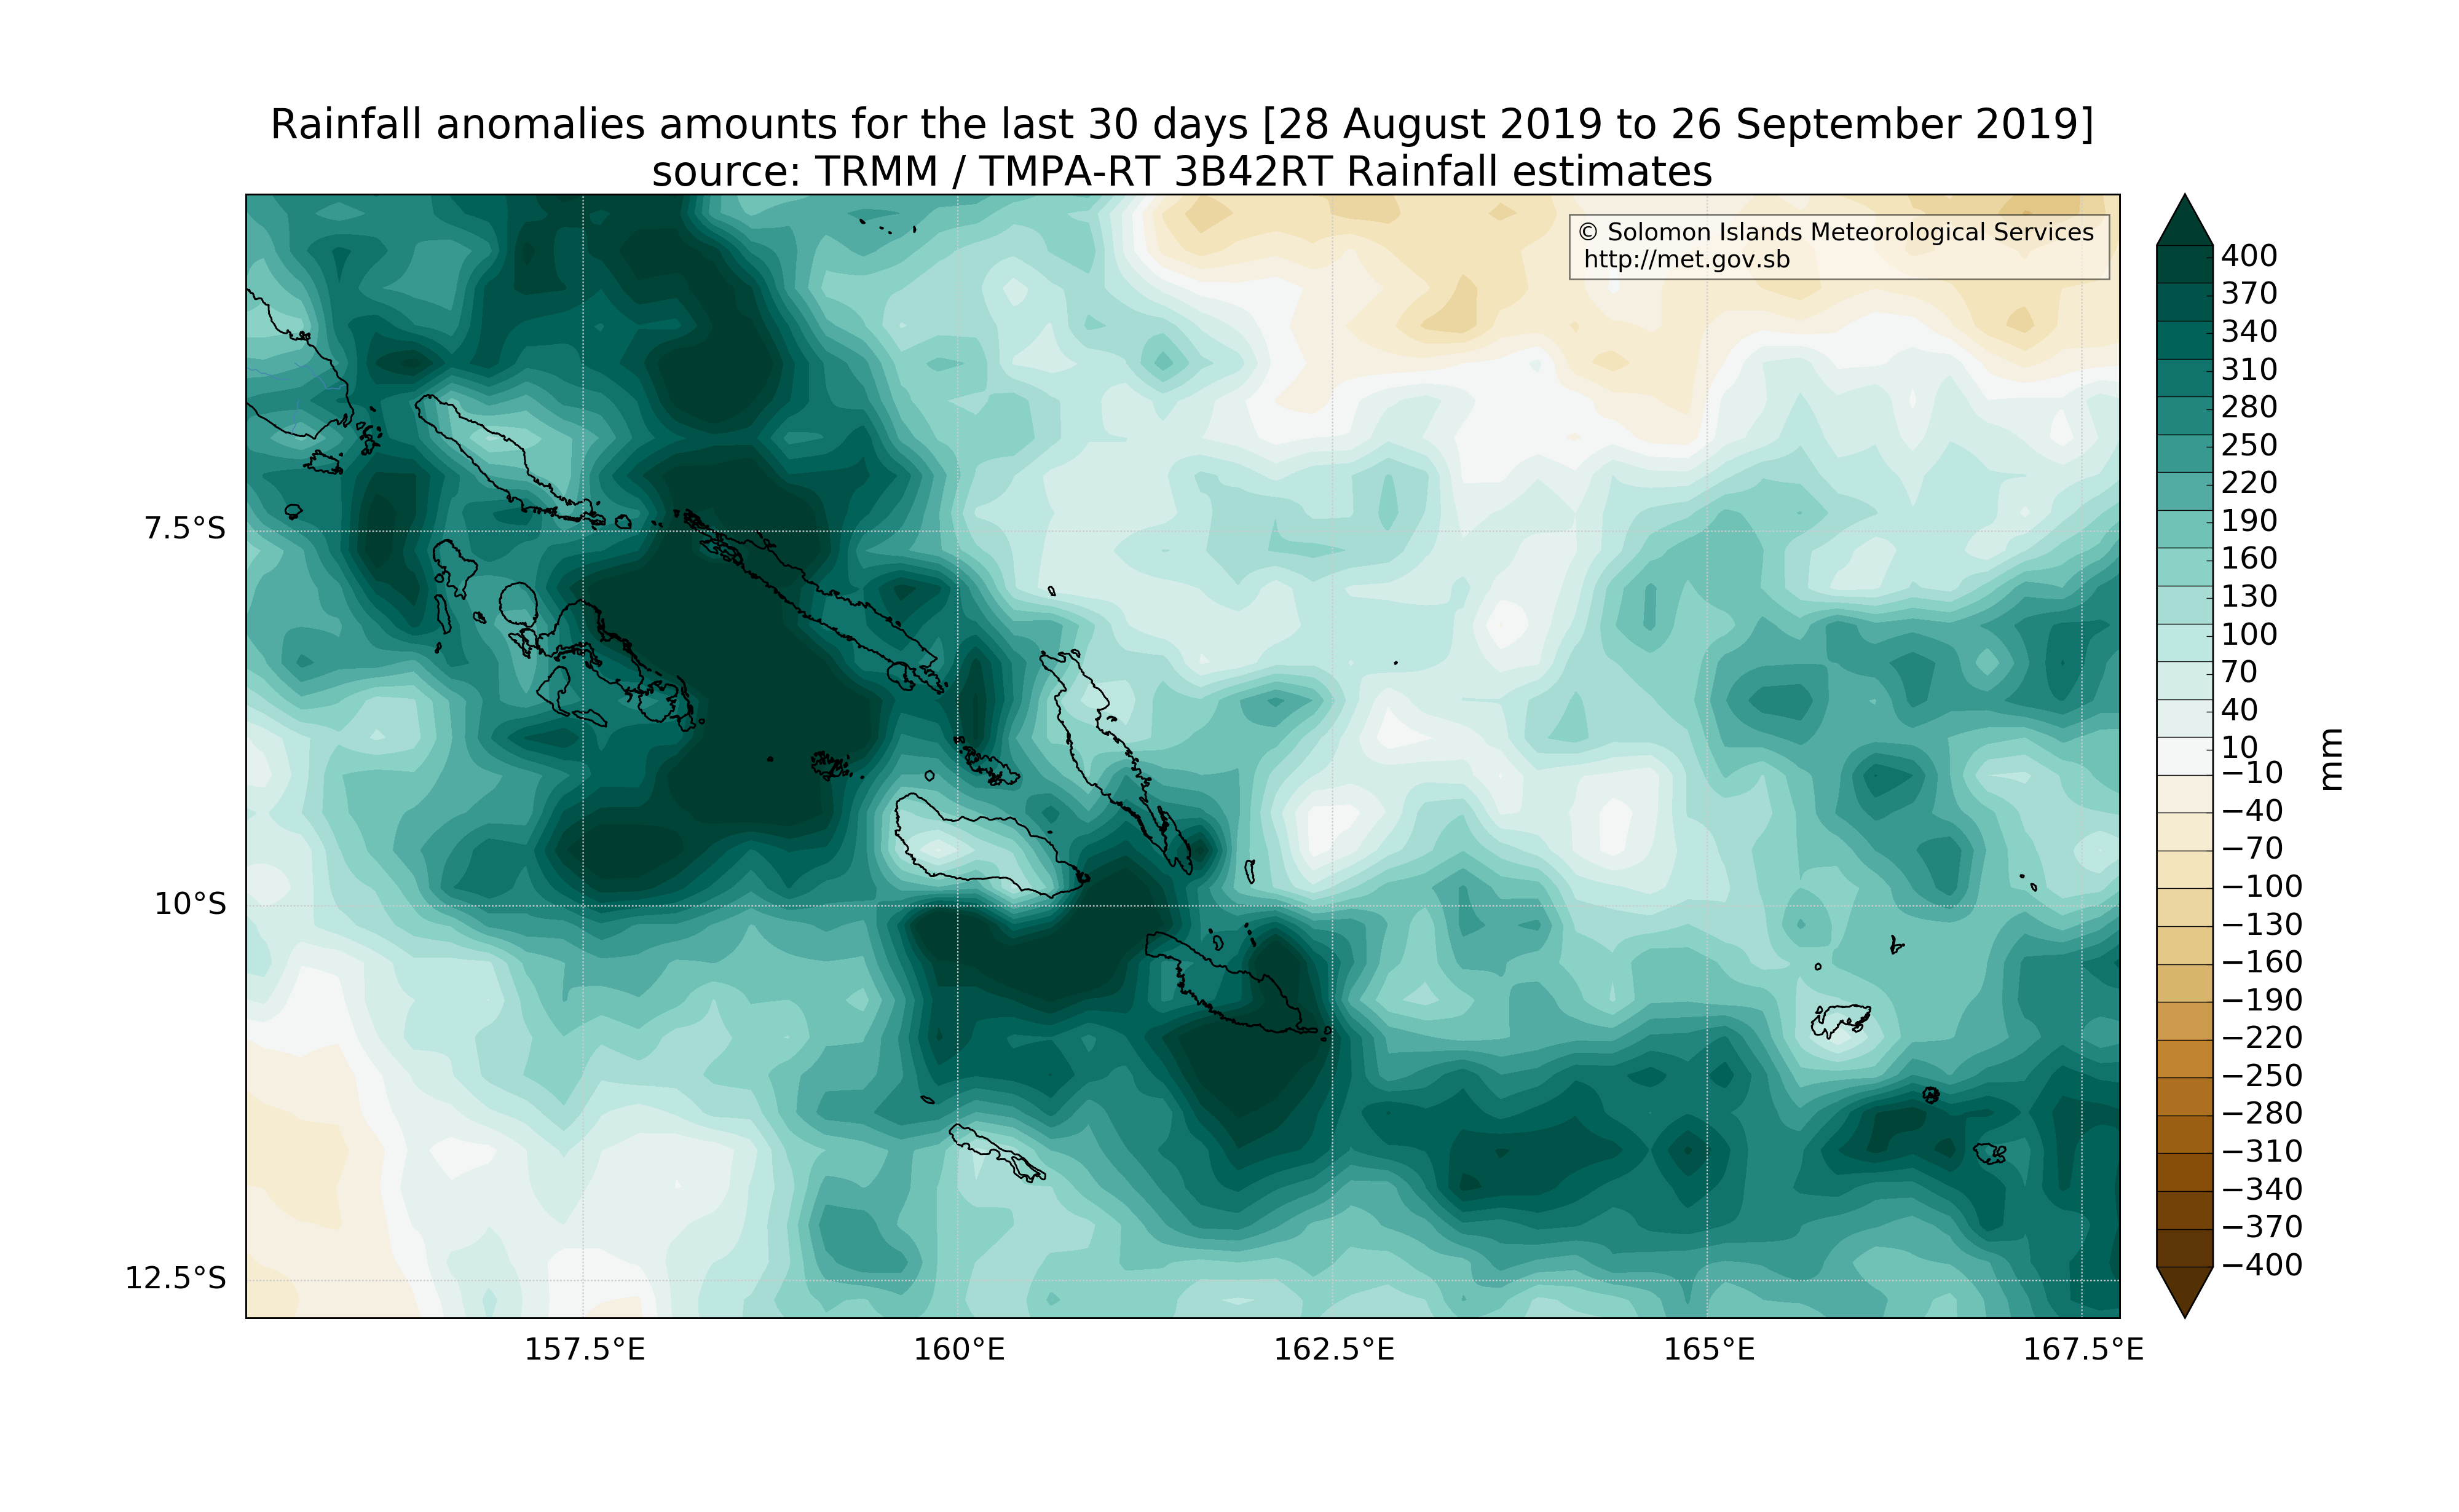 Rainfall anomalies amounts for the last 30 days [28 August 2019 to 26 September 2019]
source: TRMM / TMPA-RT 3B42RT Rainfall estimates
© Solomon Islands Meteorological Services
http://met.gov.sb
7.5°S
10°S
12.5°S
157.5°E
160°E
162.5°E
165°E
167.5°E
400
370
340
310
280
250
220
190
160
130
100
70
40
10
−10
−40
−70
−100
−130
−160
−190
−220
−250
−280
−310
−340
−370
−400
mm